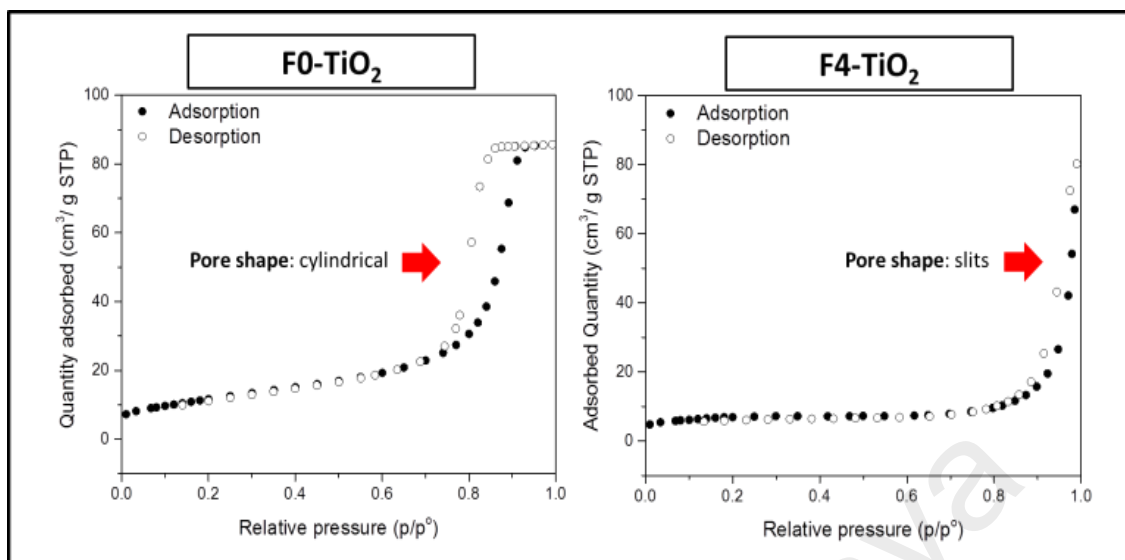 F0-TiO₂
100
80
60
40
20
0
0.0 0.2 0.4 0.6 0.8 1.0
Quantity adsorbed (cm³/ g STP)
Relative pressure (p/p°)
Adsorption
Desorption
Pore shape: cylindrical
F4-TiO₂
100
80
60
40
20
0
0.0 0.2 0.4 0.6 0.8 1.0
Adsorbed Quantity (cm³/ g STP)
Relative pressure (p/p°)
Adsorption
Desorption
Pore shape: slits